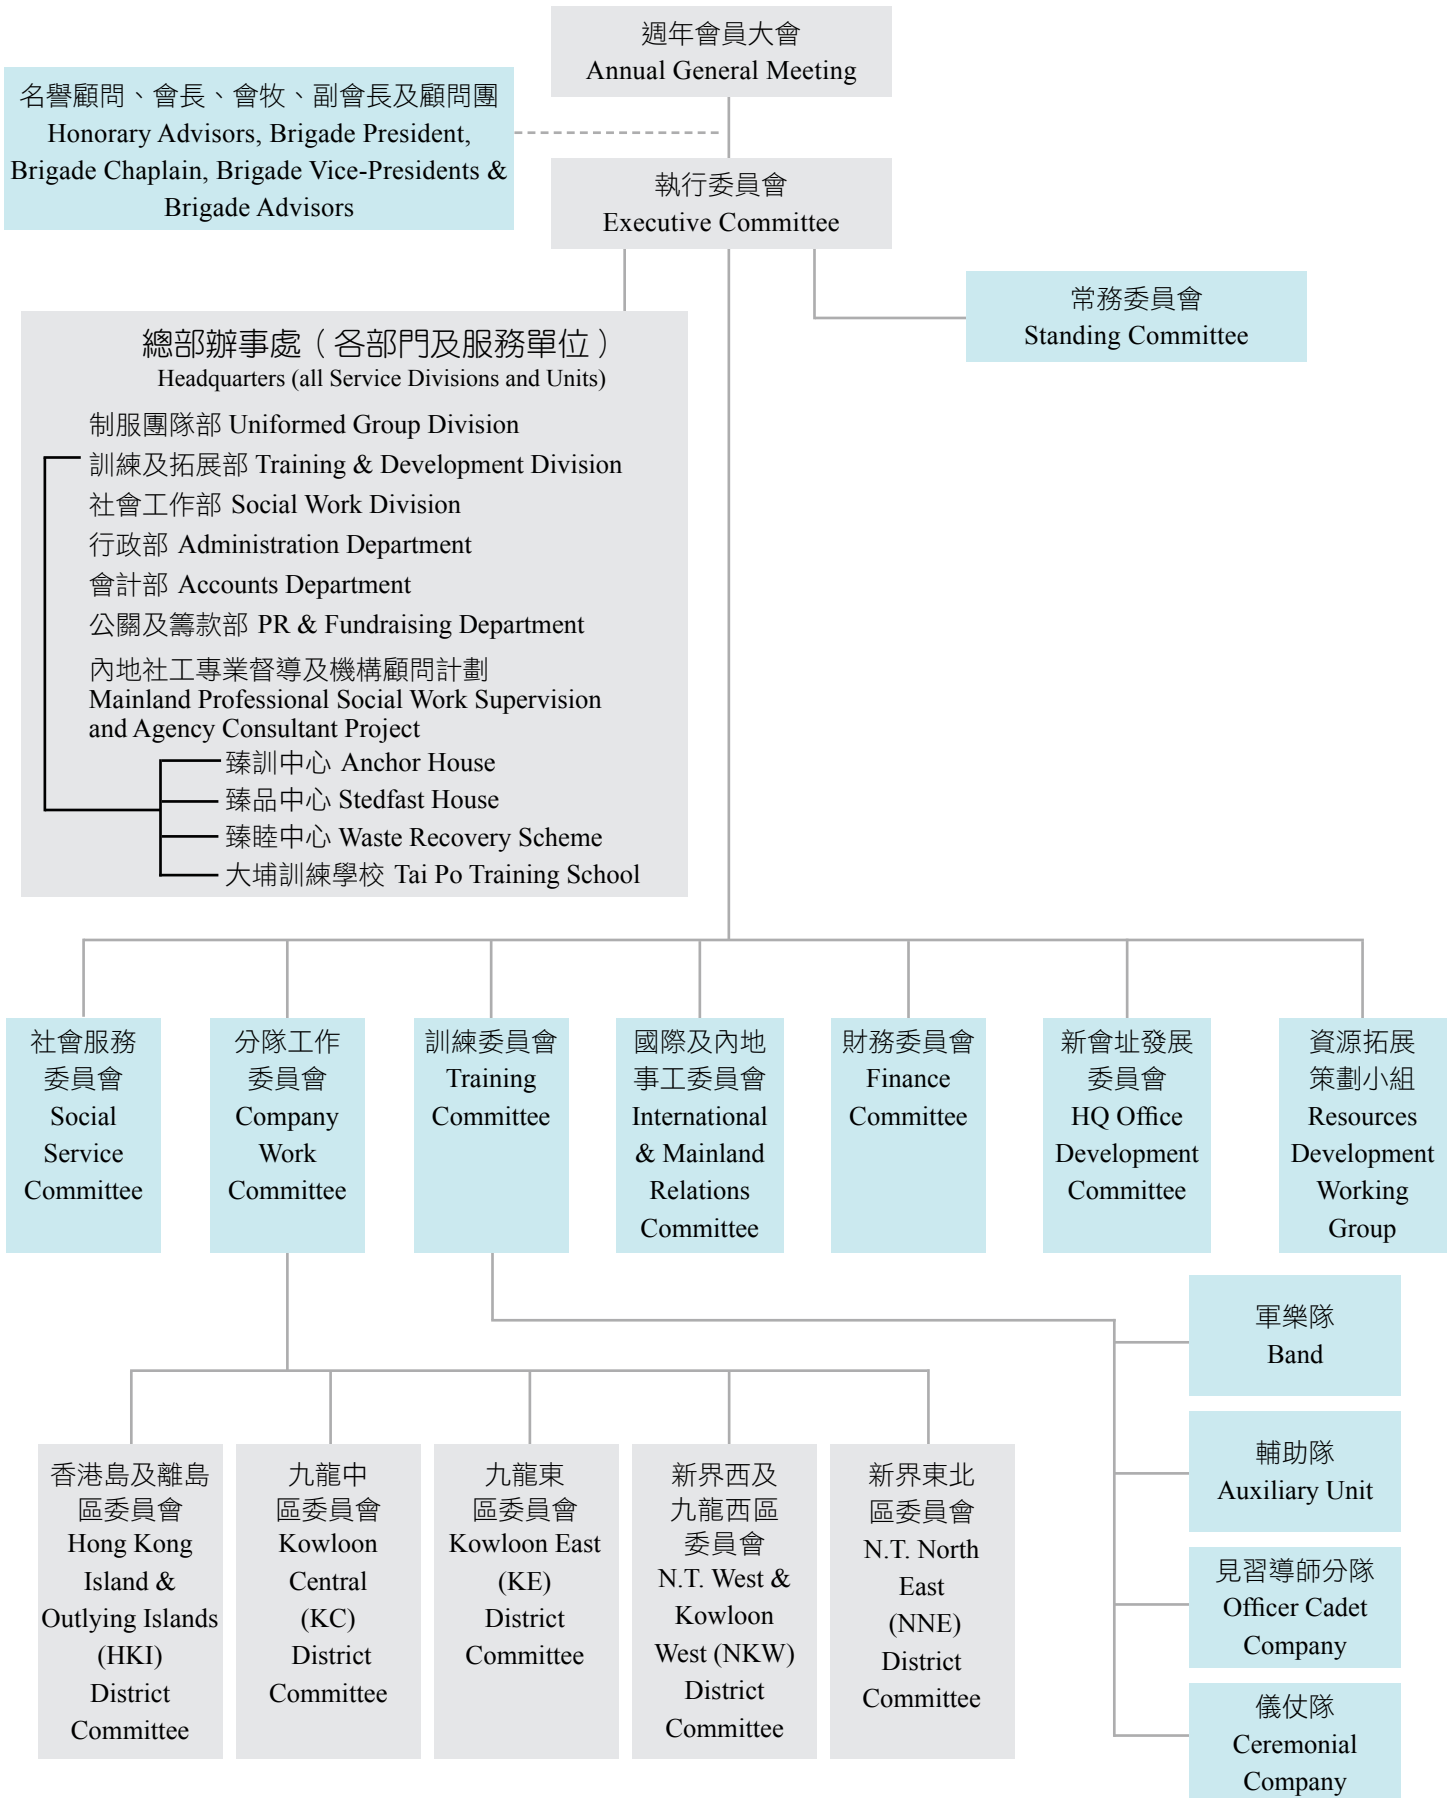 週年會員大會
Annual General Meeting
名譽顧問、會長、會牧、副會長及顧問團
Honorary Advisors, Brigade President,
Brigade Chaplain, Brigade Vice-Presidents &
Brigade Advisors
執行委員會
Executive Committee
常務委員會
Standing Committee
總部辦事處（各部門及服務單位）
Headquarters (all Service Divisions and Units)
制服團隊部 Uniformed Group Division
訓練及拓展部 Training & Development Division
社會工作部 Social Work Division
行政部 Administration Department
會計部 Accounts Department
公關及籌款部 PR & Fundraising Department
內地社工專業督導及機構顧問計劃
Mainland Professional Social Work Supervision
and Agency Consultant Project
臻訓中心 Anchor House
臻品中心 Stedfast House
臻睦中心 Waste Recovery Scheme
大埔訓練學校 Tai Po Training School
社會服務
委員會
Social
Service
Committee
分隊工作
委員會
Company
Work
Committee
訓練委員會
Training
Committee
國際及內地
事工委員會
International
& Mainland
Relations
Committee
財務委員會
Finance
Committee
新會址發展
委員會
HQ Office
Development
Committee
資源拓展
策劃小組
Resources
Development
Working
Group
軍樂隊
Band
輔助隊
Auxiliary Unit
見習導師分隊
Officer Cadet
Company
儀仗隊
Ceremonial
Company
香港島及離島
區委員會
Hong Kong
Island &
Outlying Islands
(HKI)
District
Committee
九龍中
區委員會
Kowloon
Central
(KC)
District
Committee
九龍東
區委員會
Kowloon East
(KE)
District
Committee
新界西及
九龍西區
委員會
N.T. West &
Kowloon
West (NKW)
District
Committee
新界東北
區委員會
N.T. North
East
(NNE)
District
Committee